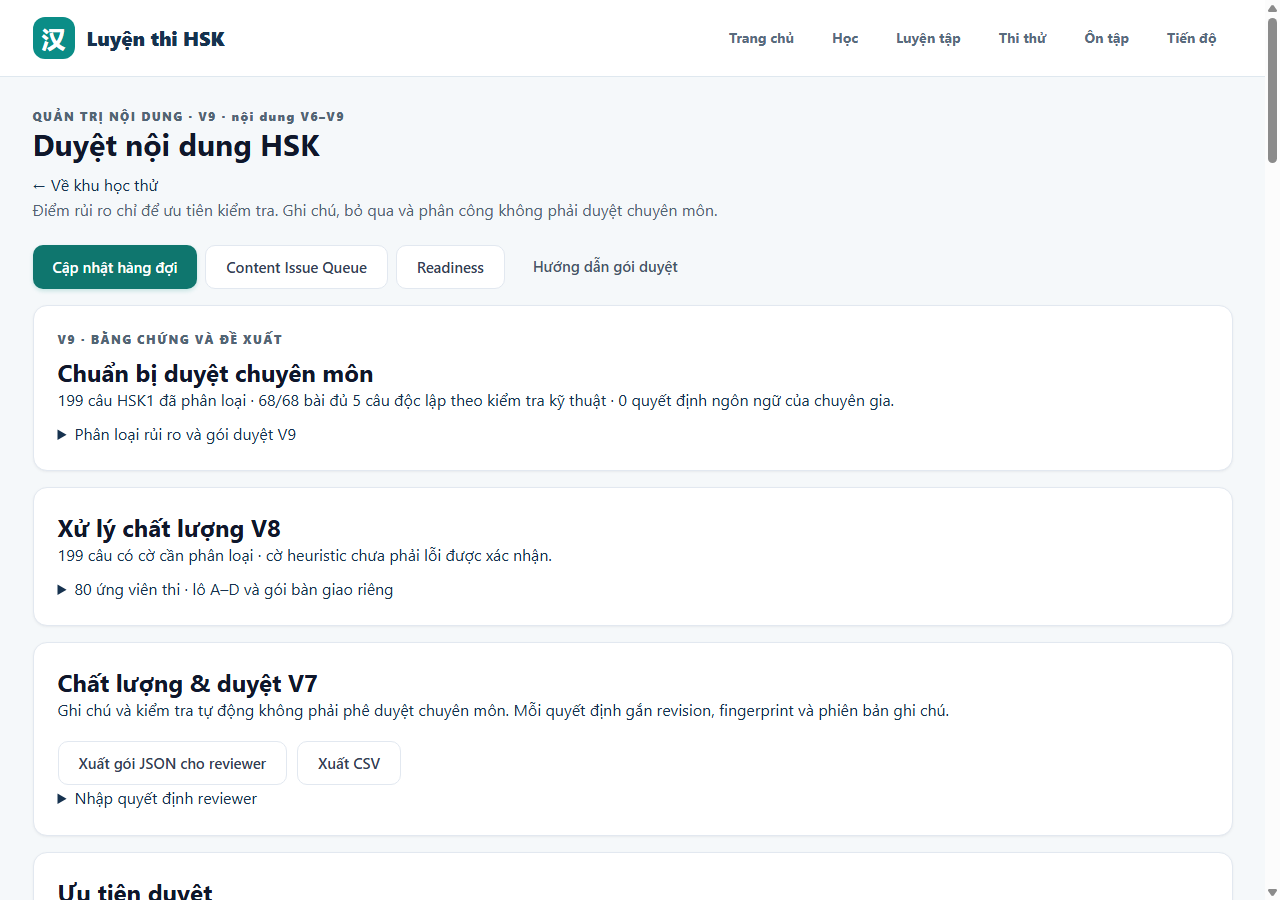 汉 Luyện thi HSK
Trang chủ Học Luyện tập Thi thử Ôn tập Tiến độ
QUẢN TRỊ NỘI DUNG · V9 · nội dung V6–V9
Duyệt nội dung HSK
← Về khu học thử
Điểm rủi ro chỉ để ưu tiên kiểm tra. Ghi chú, bỏ qua và phân công không phải duyệt chuyên môn.
Cập nhật hàng đợi Content Issue Queue Readiness Hướng dẫn gói duyệt
V9 · BẰNG CHỨNG VÀ ĐỀ XUẤT
Chuẩn bị duyệt chuyên môn
199 câu HSK1 đã phân loại · 68/68 bài đủ 5 câu độc lập theo kiểm tra kỹ thuật · 0 quyết định ngôn ngữ của chuyên gia.
▶ Phân loại rủi ro và gói duyệt V9
Xử lý chất lượng V8
199 câu có cờ cần phân loại · cờ heuristic chưa phải lỗi được xác nhận.
▶ 80 ứng viên thi · lô A–D và gói bàn giao riêng
Chất lượng & duyệt V7
Ghi chú và kiểm tra tự động không phải phê duyệt chuyên môn. Mỗi quyết định gắn revision, fingerprint và phiên bản ghi chú.
Xuất gói JSON cho reviewer Xuất CSV
▶ Nhập quyết định reviewer
Ưu tiên duyệt